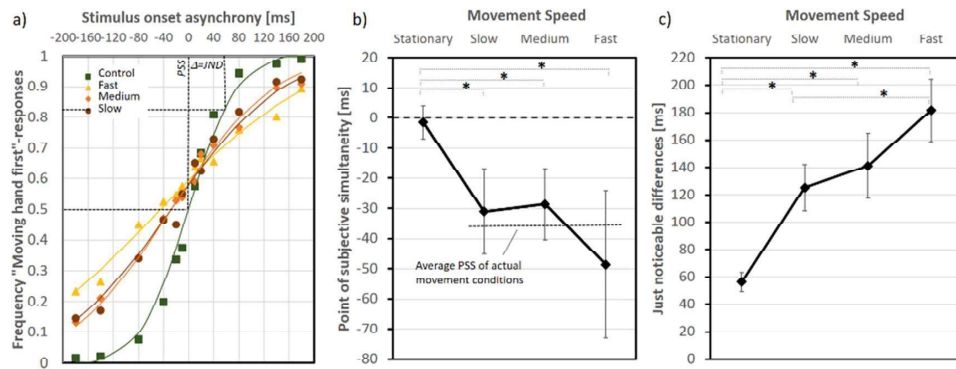 a)
Stimulus onset asynchrony [ms]
-200 -160 -120 -80 -40 0 40 80 120 160 200
Frequency "Moving hand first"-responses
1
0.9
0.8
0.7
0.6
0.5
0.4
0.3
0.2
0.1
0
Control
Fast
Medium
Slow
PSS
Δ=JND
b)
Movement Speed
Stationary Slow Medium Fast
Point of subjective simultaneity [ms]
20
10
0
-10
-20
-30
-40
-50
-60
-70
-80
*
*
*
Average PSS of actual
movement conditions
c)
Movement Speed
Stationary Slow Medium Fast
Just noticeable differences [ms]
220
200
180
160
140
120
100
80
60
40
20
0
*
*
*
*